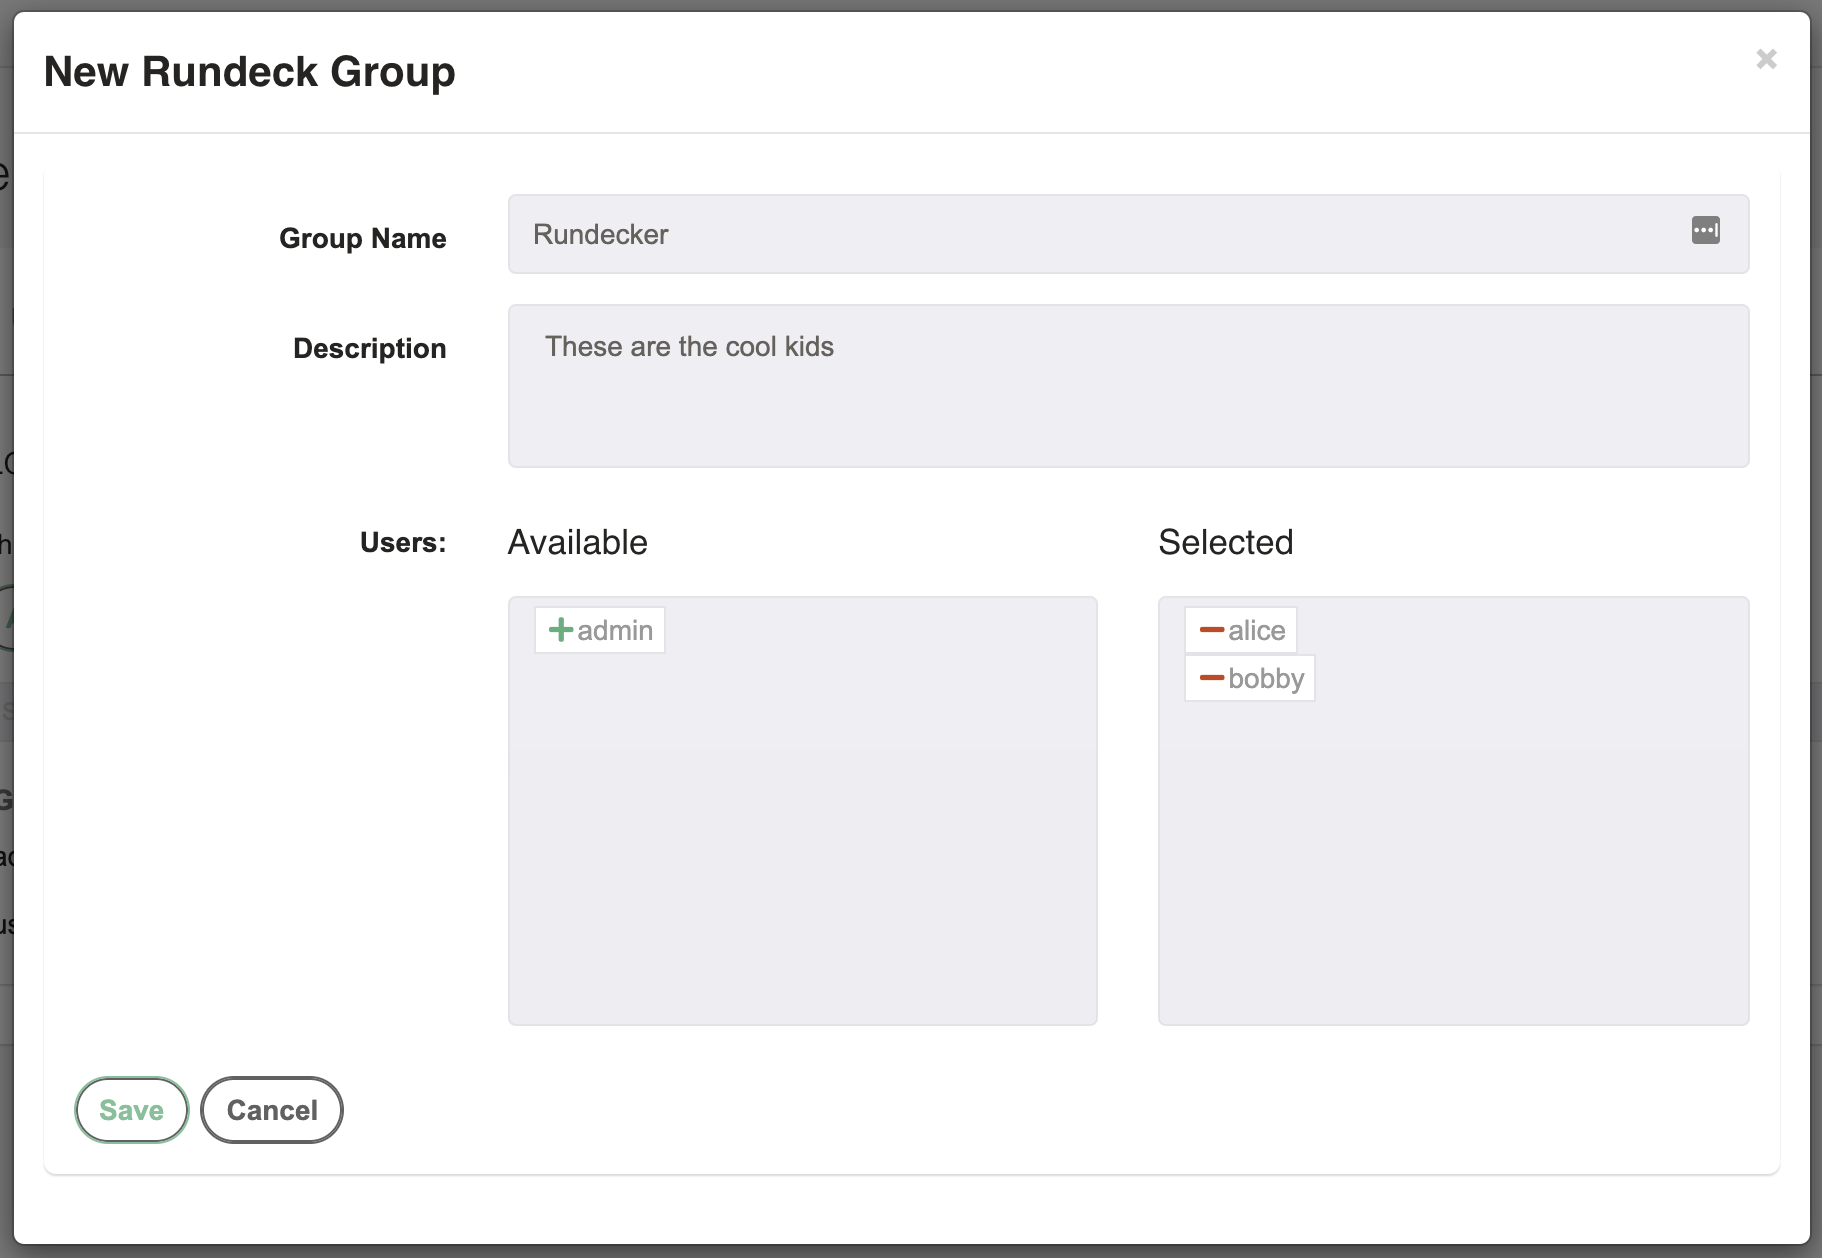 New Rundeck Group
Group Name
Rundecker
Description
These are the cool kids
Users:
Available
Selected
admin
alice
bobby
Save
Cancel